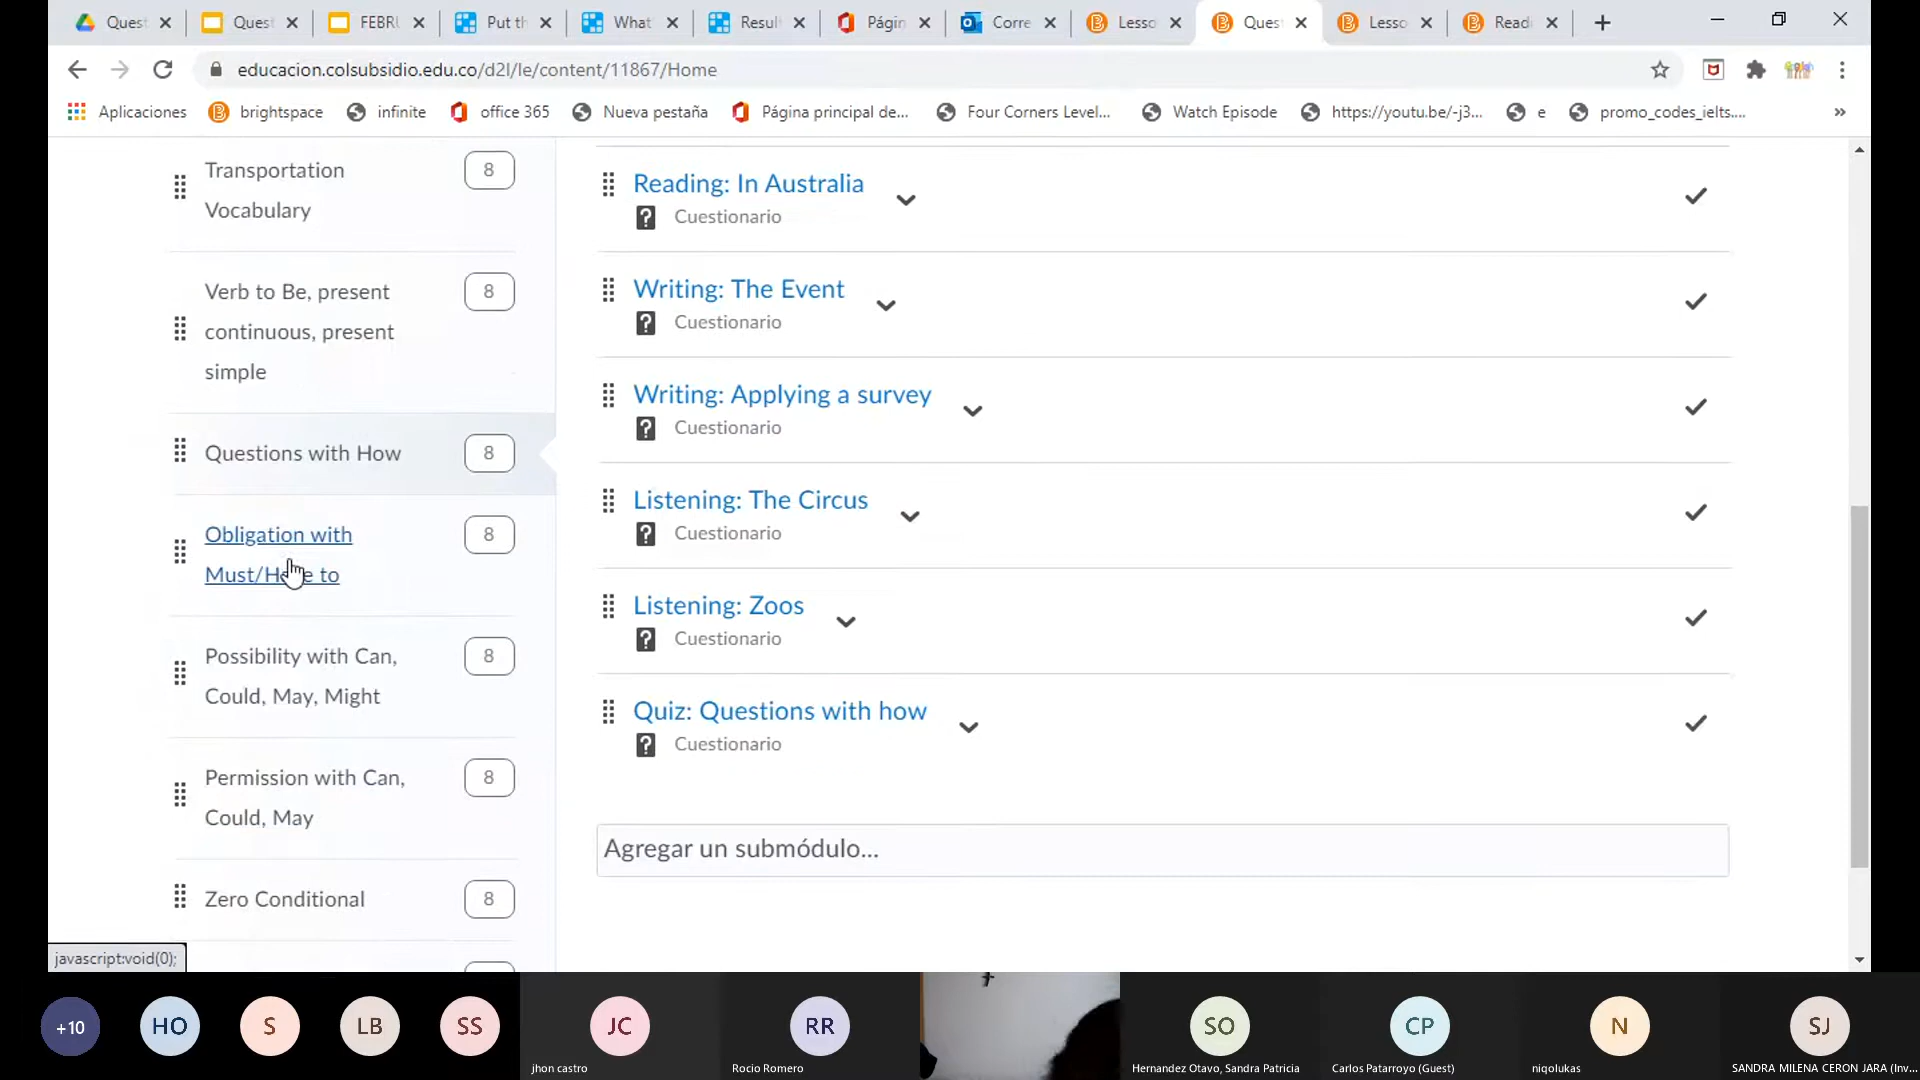 Quest
Quest
FEBRU
Put th
What
Result
Página
Corre
Lesso
Quest
Lesso
Readi
educacion.colsubsidio.edu.co/d2l/le/content/11867/Home
Aplicaciones
brightspace
infinite
office 365
Nueva pestaña
Página principal de...
Four Corners Level...
Watch Episode
https://youtu.be/-j3...
e
promo_codes_ielts....
»
Transportation
Vocabulary
8
Verb to Be, present
continuous, present
simple
8
Questions with How
8
Obligation with
Must/Have to
8
Possibility with Can,
Could, May, Might
8
Permission with Can,
Could, May
8
Zero Conditional
8
Reading: In Australia
Cuestionario
Writing: The Event
Cuestionario
Writing: Applying a survey
Cuestionario
Listening: The Circus
Cuestionario
Listening: Zoos
Cuestionario
Quiz: Questions with how
Cuestionario
Agregar un submódulo...
javascript:void(0);
+10
HO
S
LB
SS
JC
jhon castro
RR
Rocio Romero
SO
Hernandez Otavo, Sandra Patricia
CP
Carlos Patarroyo (Guest)
N
niqolukas
SJ
SANDRA MILENA CERON JARA (Inv...